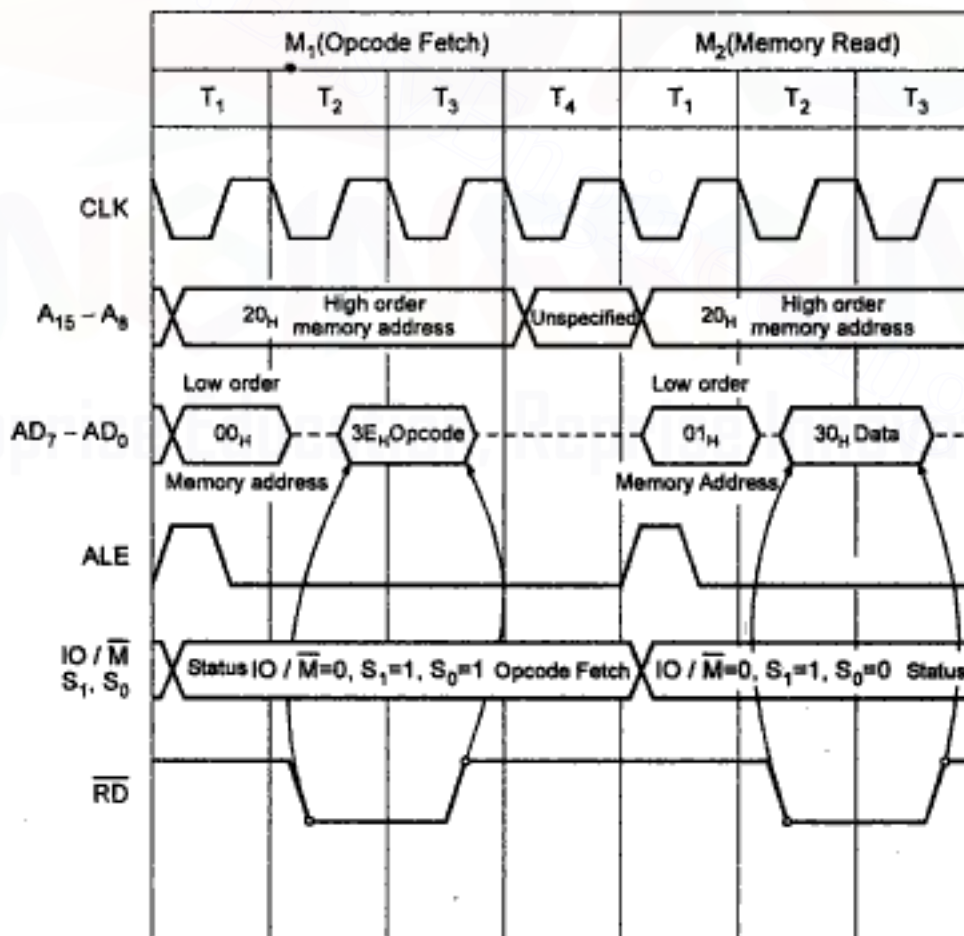 M₁(Opcode Fetch) M₂(Memory Read)
T₁ T₂ T₃ T₄ T₁ T₂ T₃
CLK
A₁₅ – A₈ 20H High order memory address Unspecified 20H High order memory address
Low order Low order
AD₇ – AD₀ 00H 3EH Opcode 01H 30H Data
Memory address Memory Address
ALE
IO / M̅
S₁, S₀ Status IO / M̅=0, S₁=1, S₀=1 Opcode Fetch IO / M̅=0, S₁=1, S₀=0 Status
R̅D̅